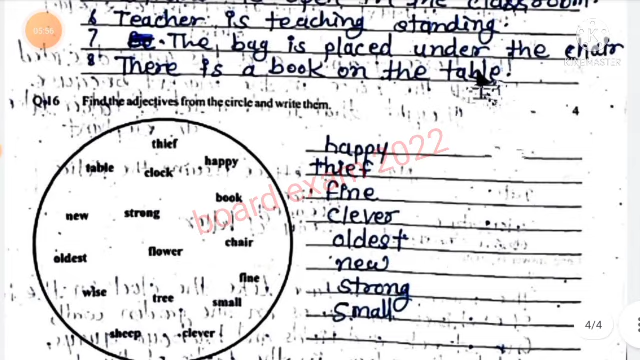 6 Teacher is teaching standing.
7 The bag is placed under the chair
8 There is a book on the table.
Q.16 Find the adjectives from the circle and write them. 4
thief
table clock happy
book
new strong
chair
oldest flower
fine
wise tree small
sheep clever
happy
thief
fine
clever
oldest
new
strong
small
board exam 2022
KINEMASTER
4/4